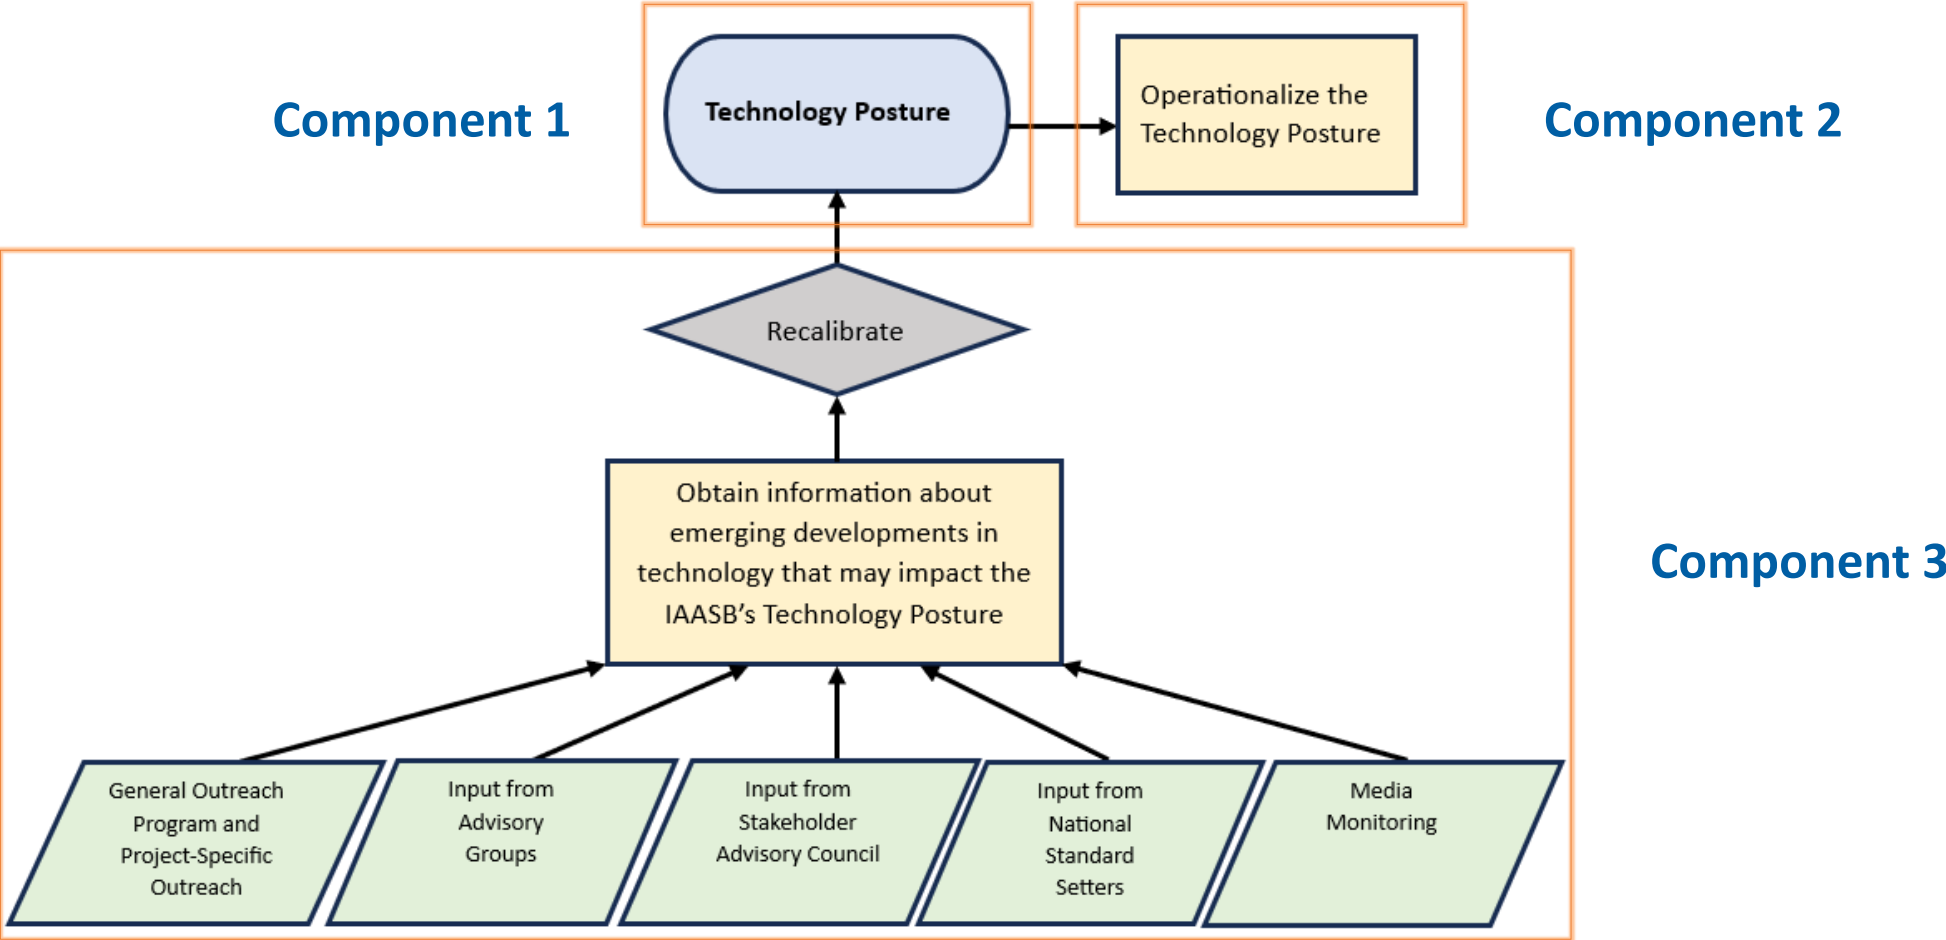 Component 1
Technology Posture
Operationalize the
Technology Posture
Component 2
Recalibrate
Obtain information about
emerging developments in
technology that may impact the
IAASB’s Technology Posture
Component 3
General Outreach
Program and
Project-Specific
Outreach
Input from
Advisory
Groups
Input from
Stakeholder
Advisory Council
Input from
National
Standard
Setters
Media
Monitoring